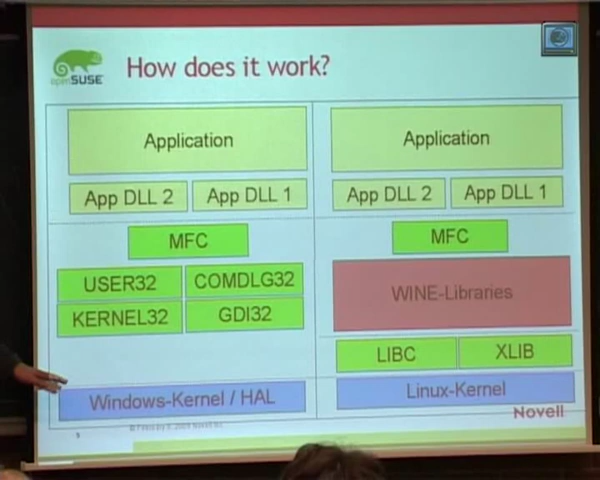 openSUSE
How does it work?
Application
App DLL 2 App DLL 1
MFC
USER32 COMDLG32
KERNEL32 GDI32
Windows-Kernel / HAL
Application
App DLL 2 App DLL 1
MFC
WINE-Libraries
LIBC XLIB
Linux-Kernel
Novell